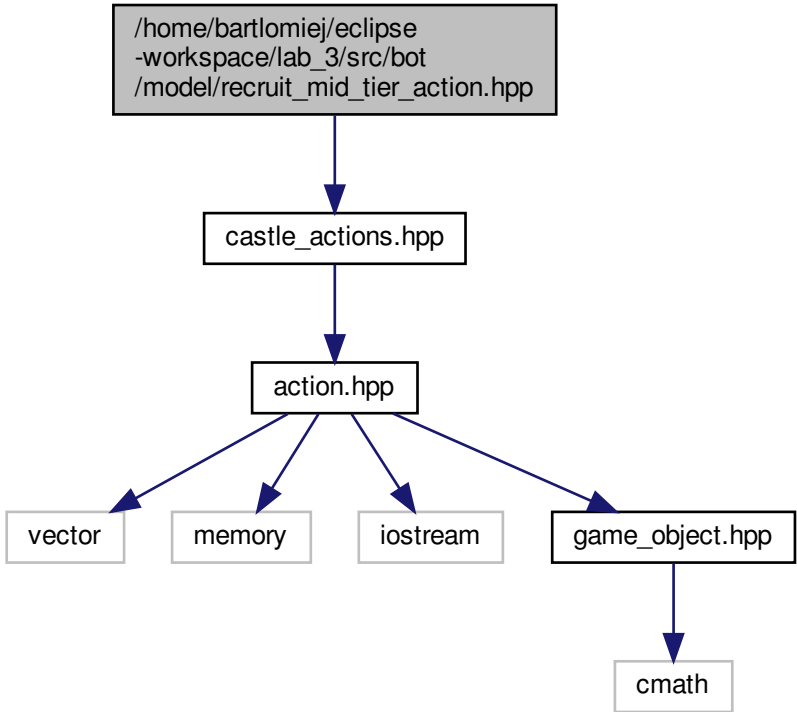 /home/bartlomiej/eclipse
-workspace/lab_3/src/bot
/model/recruit_mid_tier_action.hpp
castle_actions.hpp
action.hpp
vector
memory
iostream
game_object.hpp
cmath